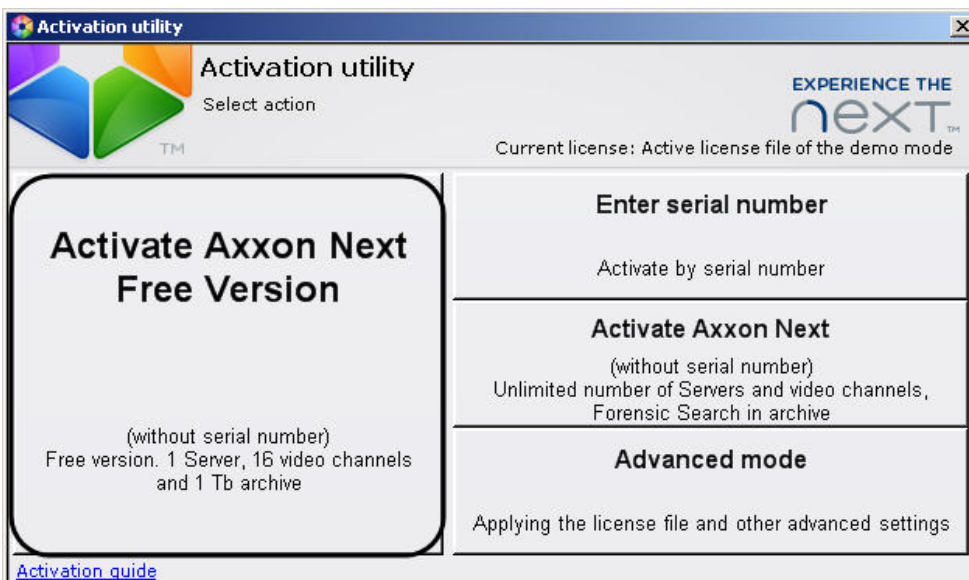 Activation utility
Activation utility
Select action
EXPERIENCE THE
next™
TM
Current license: Active license file of the demo mode
Activate Axxon Next
Free Version
(without serial number)
Free version. 1 Server, 16 video channels
and 1 Tb archive
Enter serial number
Activate by serial number
Activate Axxon Next
(without serial number)
Unlimited number of Servers and video channels,
Forensic Search in archive
Advanced mode
Applying the license file and other advanced settings
Activation guide